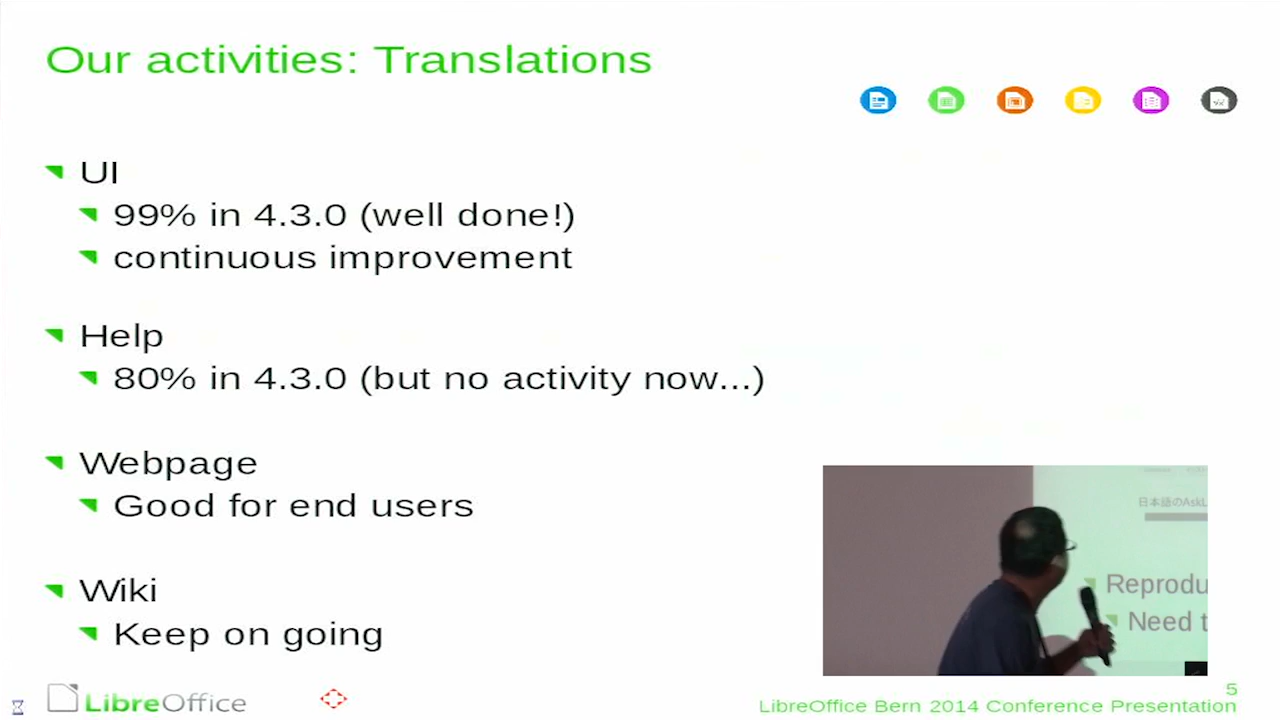 Our activities: Translations
UI
99% in 4.3.0 (well done!)
continuous improvement
Help
80% in 4.3.0 (but no activity now...)
Webpage
Good for end users
Wiki
Keep on going
日本語のAskL
Reprodu
Need t
LibreOffice
5
LibreOffice Bern 2014 Conference Presentation